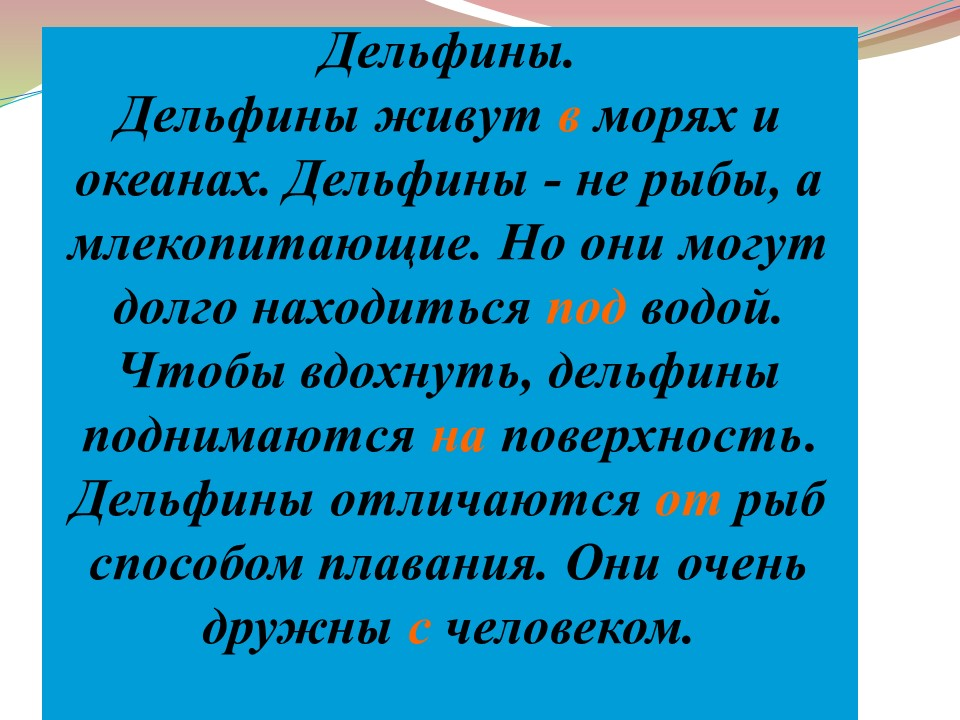 Дельфины.
Дельфины живут в морях и
океанах. Дельфины - не рыбы, а
млекопитающие. Но они могут
долго находиться под водой.
Чтобы вдохнуть, дельфины
поднимаются на поверхность.
Дельфины отличаются от рыб
способом плавания. Они очень
дружны с человеком.